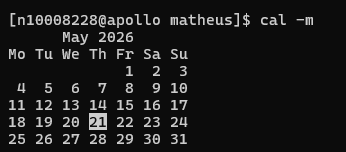 [n10008228@apollo matheus]$ cal -m
      May 2026
Mo Tu We Th Fr Sa Su
             1  2  3
 4  5  6  7  8  9 10
11 12 13 14 15 16 17
18 19 20 21 22 23 24
25 26 27 28 29 30 31